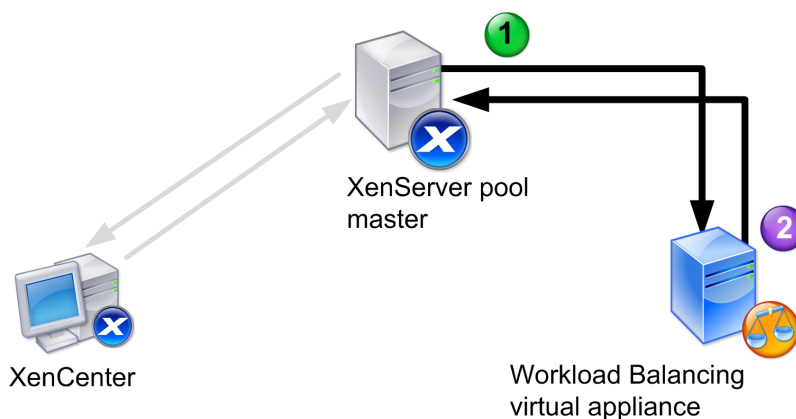 1
XenServer pool
master
2
XenCenter
Workload Balancing
virtual appliance